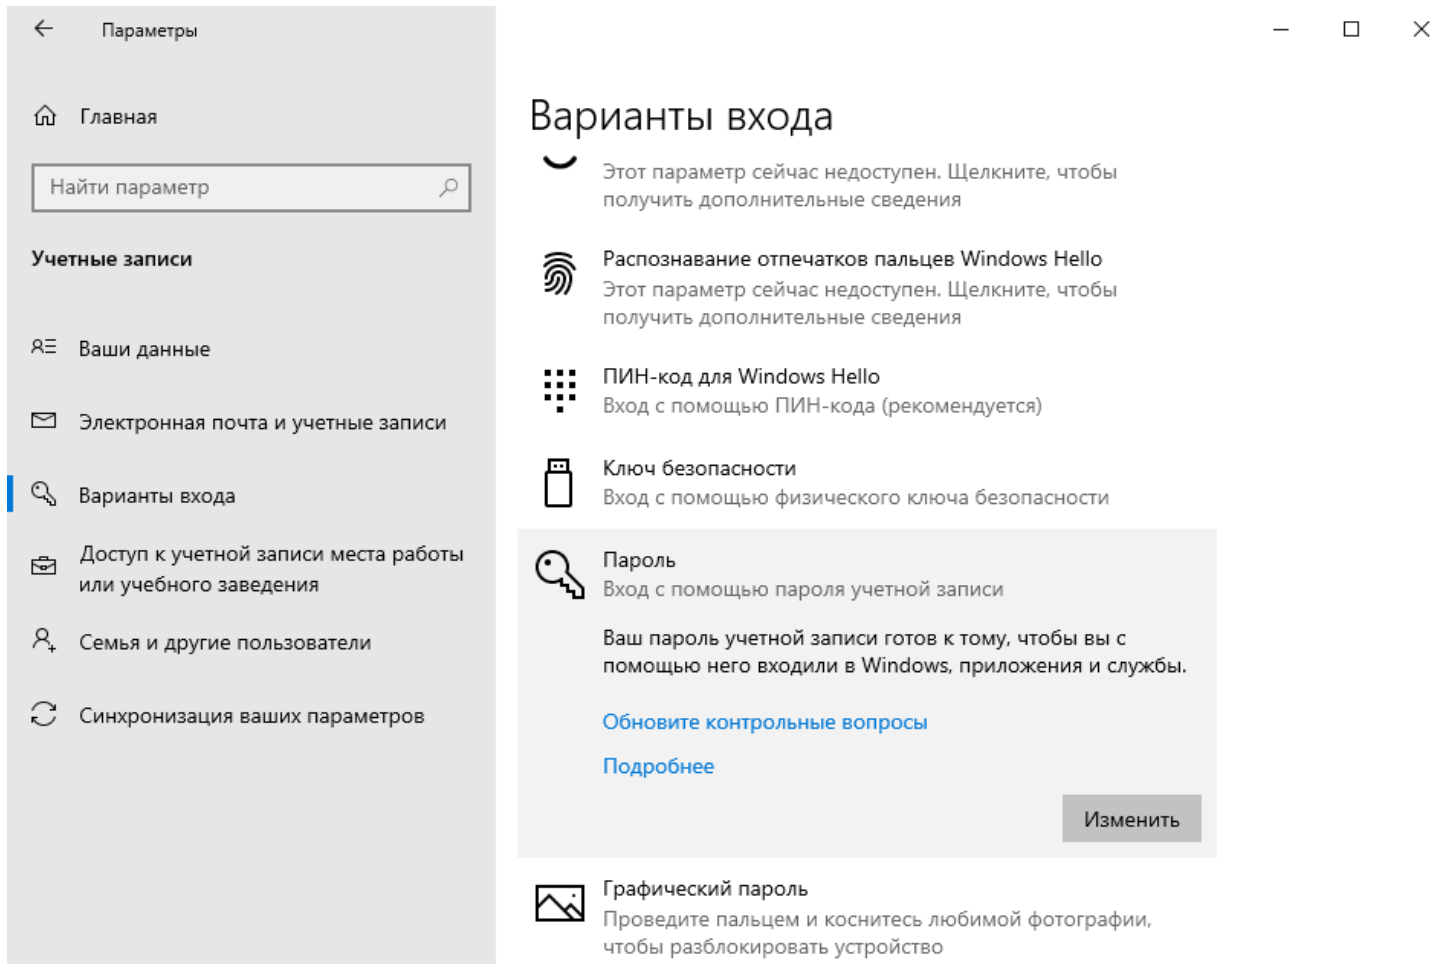 Параметры
Главная
Найти параметр
Учетные записи
Ваши данные
Электронная почта и учетные записи
Варианты входа
Доступ к учетной записи места работы
или учебного заведения
Семья и другие пользователи
Синхронизация ваших параметров
Варианты входа
Этот параметр сейчас недоступен. Щелкните, чтобы
получить дополнительные сведения
Распознавание отпечатков пальцев Windows Hello
Этот параметр сейчас недоступен. Щелкните, чтобы
получить дополнительные сведения
ПИН-код для Windows Hello
Вход с помощью ПИН-кода (рекомендуется)
Ключ безопасности
Вход с помощью физического ключа безопасности
Пароль
Вход с помощью пароля учетной записи
Ваш пароль учетной записи готов к тому, чтобы вы с
помощью него входили в Windows, приложения и службы.
Обновите контрольные вопросы
Подробнее
Изменить
Графический пароль
Проведите пальцем и коснитесь любимой фотографии,
чтобы разблокировать устройство